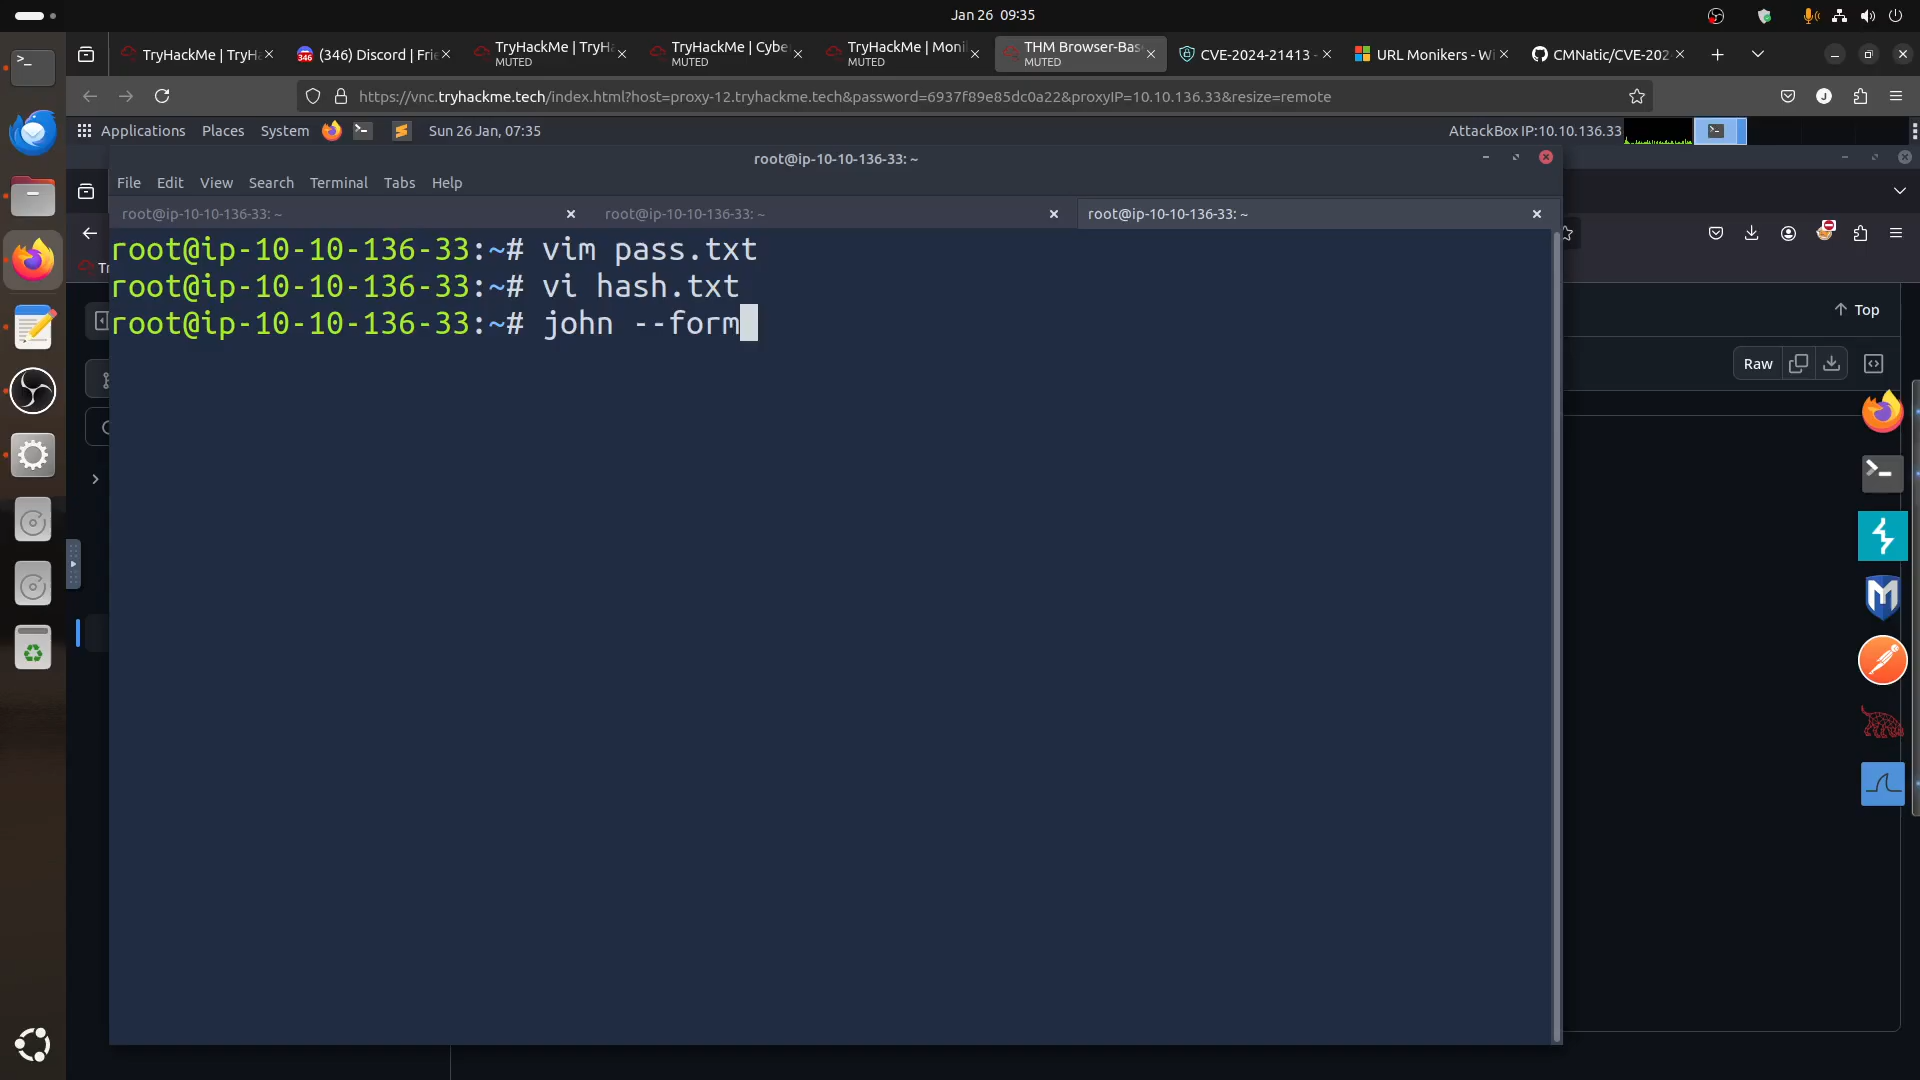 Jan 26 09:35
TryHackMe | TryH
346 (346) Discord | Frie
TryHackMe | TryHa
MUTED
TryHackMe | Cybe
MUTED
TryHackMe | Moni
MUTED
THM Browser-Bas
MUTED
CVE-2024-21413 -
URL Monikers - Wi
CMNatic/CVE-202
https://vnc.tryhackme.tech/index.html?host=proxy-12.tryhackme.tech&password=6937f89e85dc0a22&proxyIP=10.10.136.33&resize=remote
J
Applications Places System Sun 26 Jan, 07:35 AttackBox IP:10.10.136.33
root@ip-10-10-136-33: ~
File Edit View Search Terminal Tabs Help
root@ip-10-10-136-33: ~ root@ip-10-10-136-33: ~ root@ip-10-10-136-33: ~
root@ip-10-10-136-33:~# vim pass.txt
root@ip-10-10-136-33:~# vi hash.txt
root@ip-10-10-136-33:~# john --form
Top
Raw